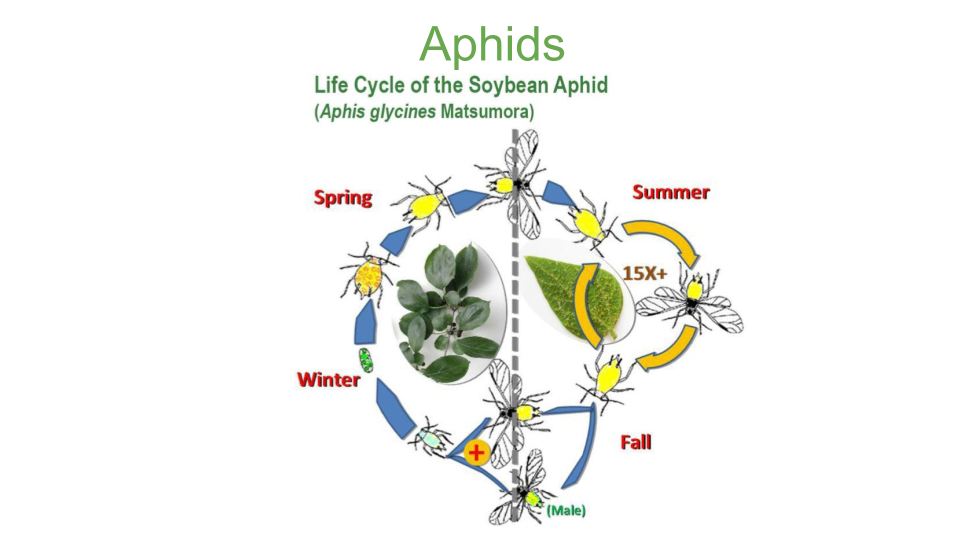 Aphids
Life Cycle of the Soybean Aphid
(Aphis glycines Matsumora)
Spring
Summer
15X+
Winter
Fall
+
(Male)